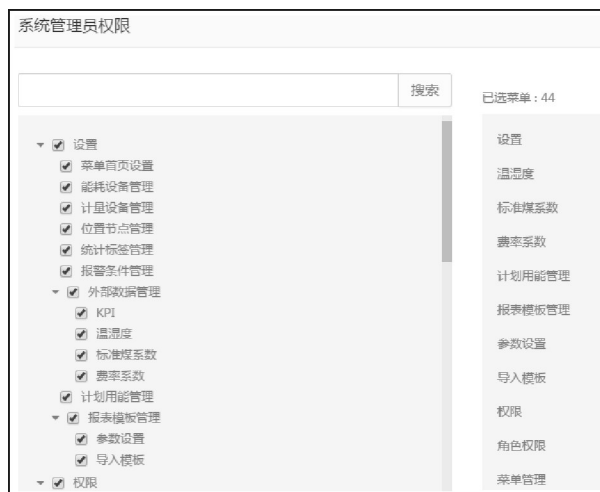 系统管理员权限
搜索
已选菜单：44
设置
菜单首页设置
能耗设备管理
计量设备管理
位置节点管理
统计标签管理
报警条件管理
外部数据管理
KPI
温湿度
标准煤系数
费率系数
计划用能管理
报表模板管理
参数设置
导入模板
权限
设置
温湿度
标准煤系数
费率系数
计划用能管理
报表模板管理
参数设置
导入模板
权限
角色权限
菜单管理